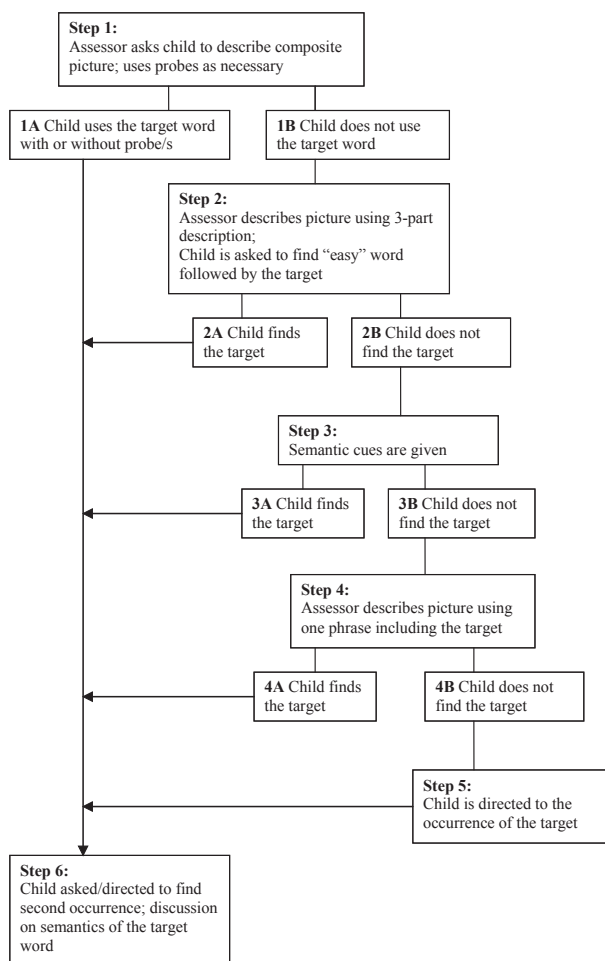 Step 1:
Assessor asks child to describe composite
picture; uses probes as necessary
1A Child uses the target word
with or without probe/s
1B Child does not use
the target word
Step 2:
Assessor describes picture using 3-part
description;
Child is asked to find “easy” word
followed by the target
2A Child finds
the target
2B Child does not
find the target
Step 3:
Semantic cues are given
3A Child finds
the target
3B Child does not
find the target
Step 4:
Assessor describes picture using
one phrase including the target
4A Child finds
the target
4B Child does not
find the target
Step 5:
Child is directed to the
occurrence of the target
Step 6:
Child asked/directed to find
second occurrence; discussion
on semantics of the target
word